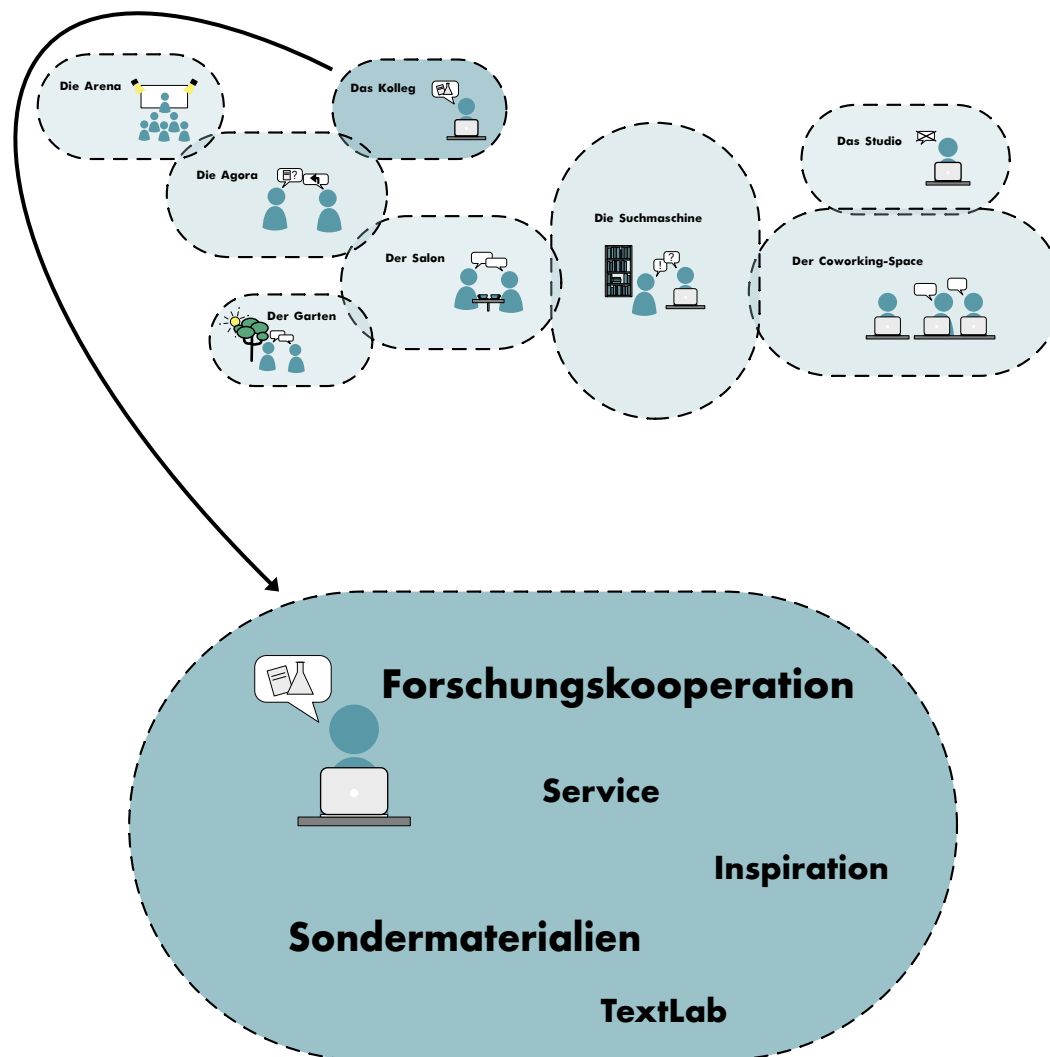 Die Arena
Das Kolleg
Die Agora
Das Studio
Die Suchmaschine
Der Salon
Der Coworking-Space
Der Garten
?
!
?
Forschungskooperation
Service
Inspiration
Sondermaterialien
TextLab